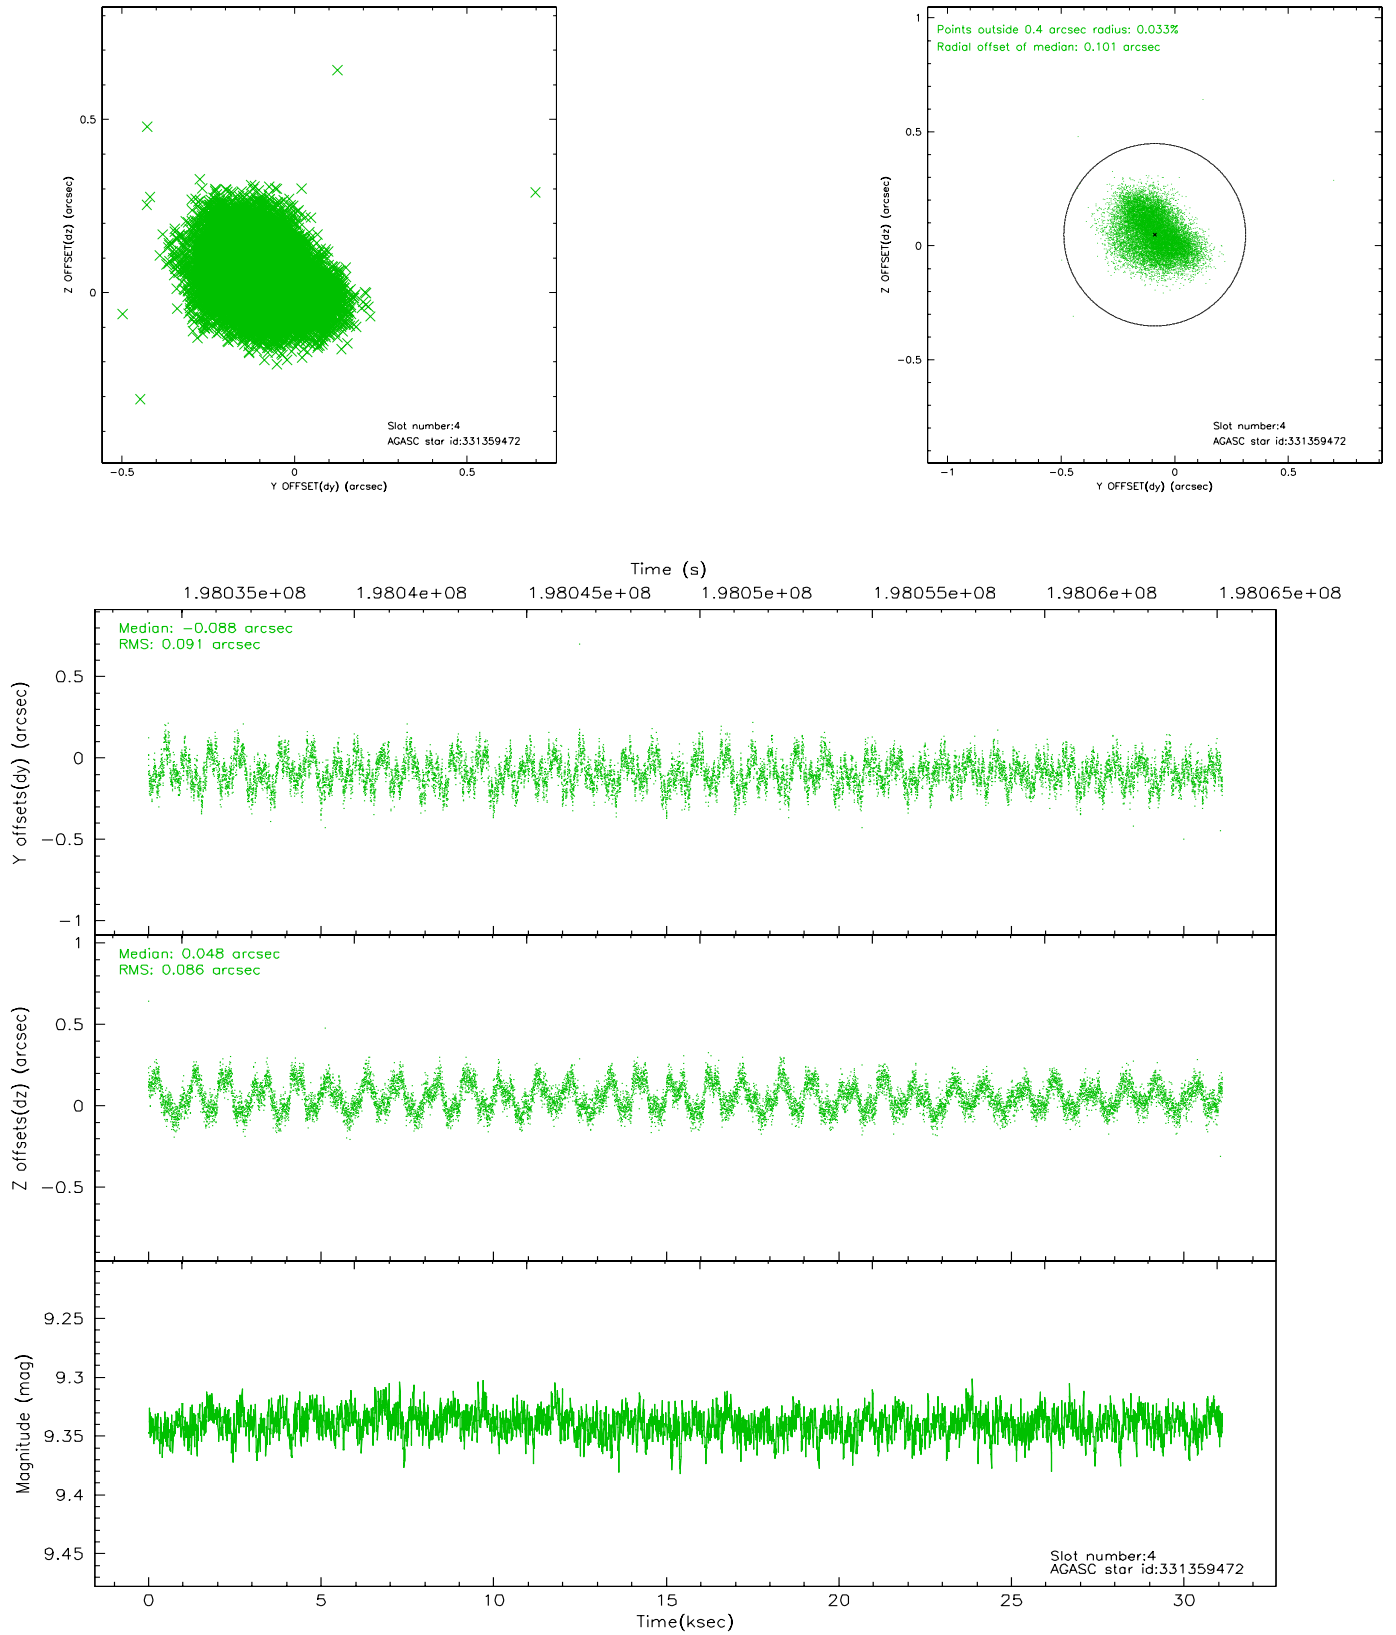 0.5
0
Z OFFSET(dz) (arcsec)
−0.5
0
0.5
Y OFFSET(dy) (arcsec)
Slot number:4
AGASC star id:331359472
Points outside 0.4 arcsec radius: 0.033%
Radial offset of median: 0.101 arcsec
1
0.5
0
−0.5
Z OFFSET(dz) (arcsec)
−1
−0.5
0
0.5
Y OFFSET(dy) (arcsec)
Slot number:4
AGASC star id:331359472
Time (s)
1.98035e+08 1.9804e+08 1.98045e+08 1.9805e+08 1.98055e+08 1.9806e+08 1.98065e+08
Median: −0.088 arcsec
RMS: 0.091 arcsec
0.5
0
−0.5
−1
Y offsets(dy) (arcsec)
Median: 0.048 arcsec
RMS: 0.086 arcsec
1
0.5
0
−0.5
Z offsets(dz) (arcsec)
9.25
9.3
9.35
9.4
9.45
Magnitude (mag)
Slot number:4
AGASC star id:331359472
0 5 10 15 20 25 30
Time(ksec)